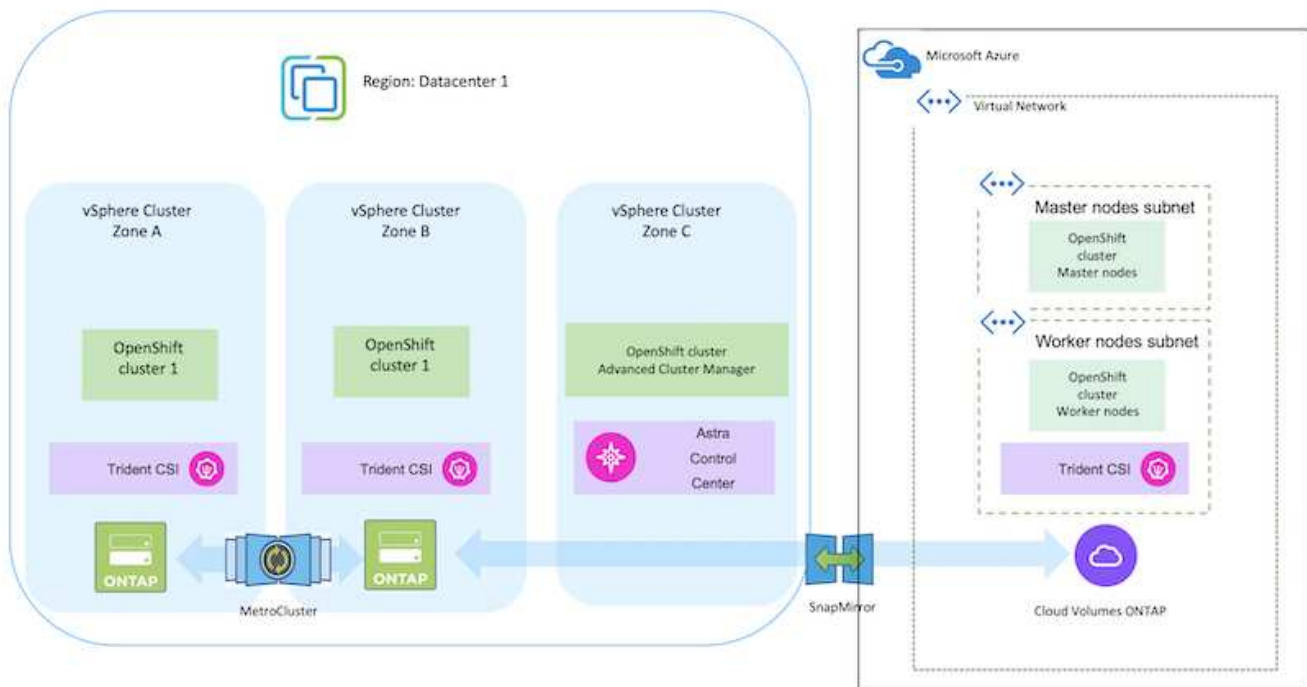 Region: Datacenter 1
Microsoft Azure
Virtual Network
vSphere Cluster
Zone A
vSphere Cluster
Zone B
vSphere Cluster
Zone C
Master nodes subnet
OpenShift
cluster
Master nodes
OpenShift
cluster 1
OpenShift
cluster 1
OpenShift cluster
Advanced Cluster Manager
Worker nodes subnet
OpenShift
cluster
Worker nodes
Trident CSI
Trident CSI
Astra
Control
Center
Trident CSI
ONTAP
ONTAP
MetroCluster
SnapMirror
Cloud Volumes ONTAP